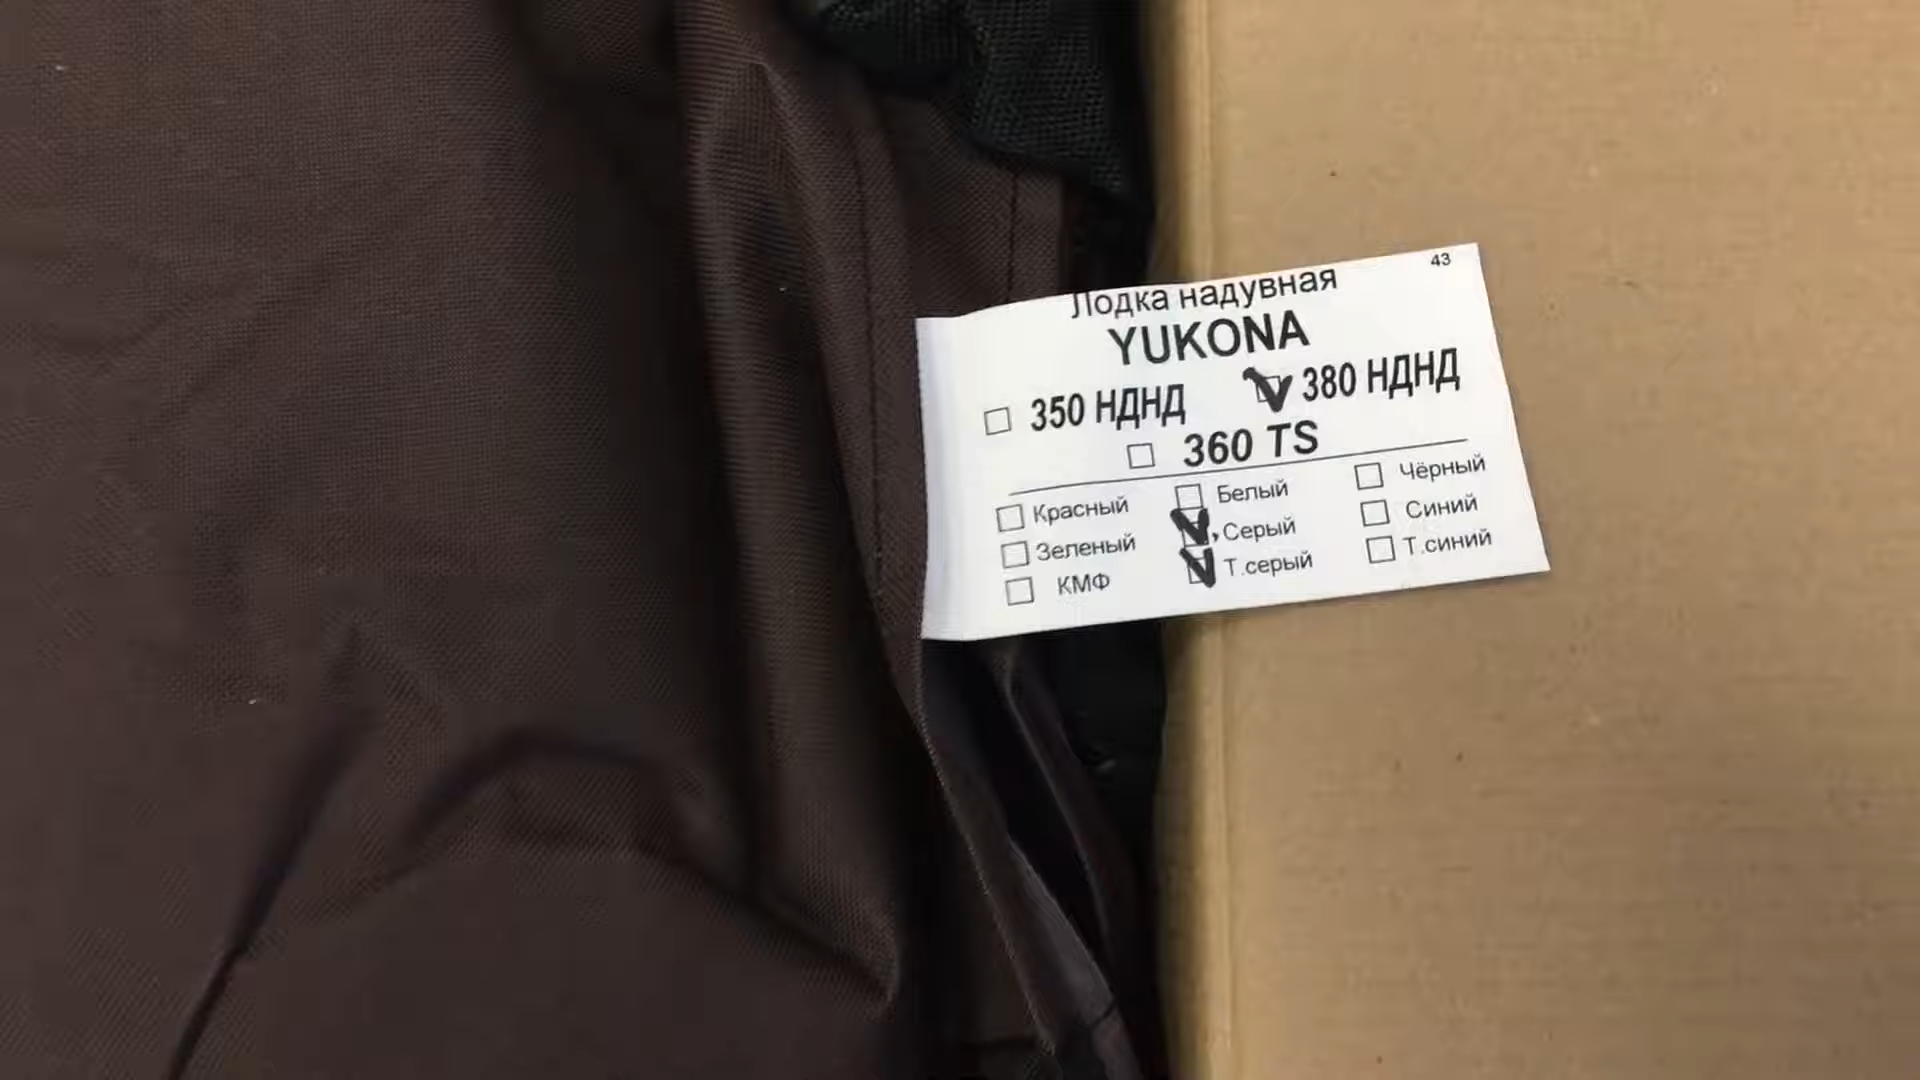 43
Лодка надувная
YUKONA
350 НДНД 380 НДНД
360 TS
Красный Белый Чёрный
Зеленый Серый Синий
КМФ Т.серый Т.синий